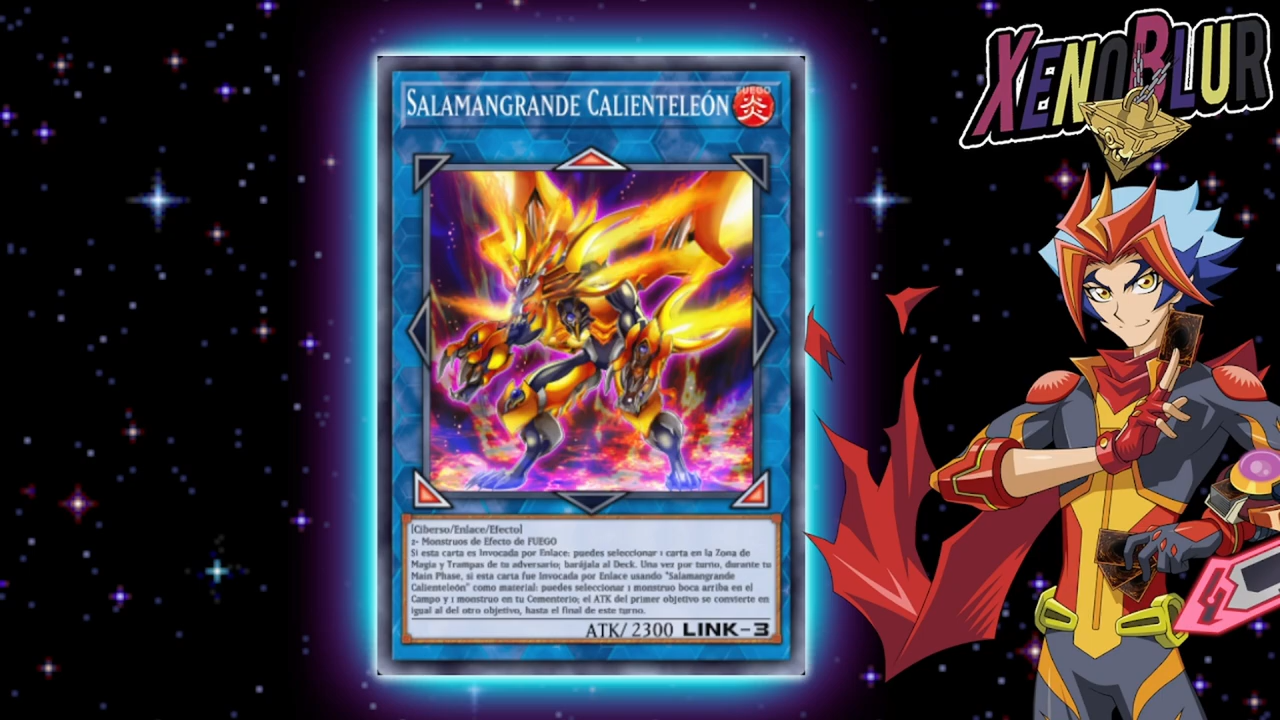 XENOBLUR
SALAMANGRANDE CALIENTELEÓN
FUEGO
炎
[Ciberso/Enlace/Efecto]
2+ Monstruos de Efecto de FUEGO
Si esta carta es Invocada por Enlace: puedes seleccionar 1 carta en la Zona de
Magia y Trampas de tu adversario; barájala al Deck. Una vez por turno, durante tu
Main Phase, si esta carta fue Invocada por Enlace usando "Salamangrande
Calienteleón" como material: puedes seleccionar 1 monstruo boca arriba en el
Campo y 1 monstruo en tu Cementerio; el ATK del primer objetivo se convierte en
igual al del otro objetivo, hasta el final de este turno.
ATK/ 2300 LINK-3